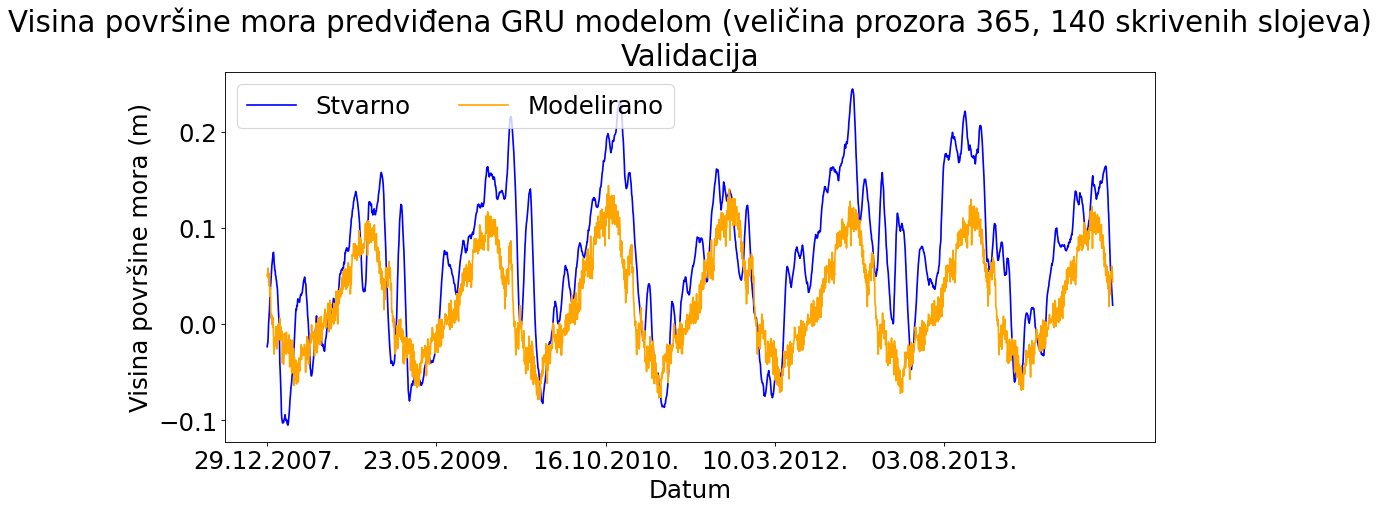 Visina površine mora predviđena GRU modelom (veličina prozora 365, 140 skrivenih slojeva)
Validacija
Stvarno Modelirano
Visina površine mora (m)
0.2
0.1
0.0
−0.1
29.12.2007. 23.05.2009. 16.10.2010. 10.03.2012. 03.08.2013.
Datum